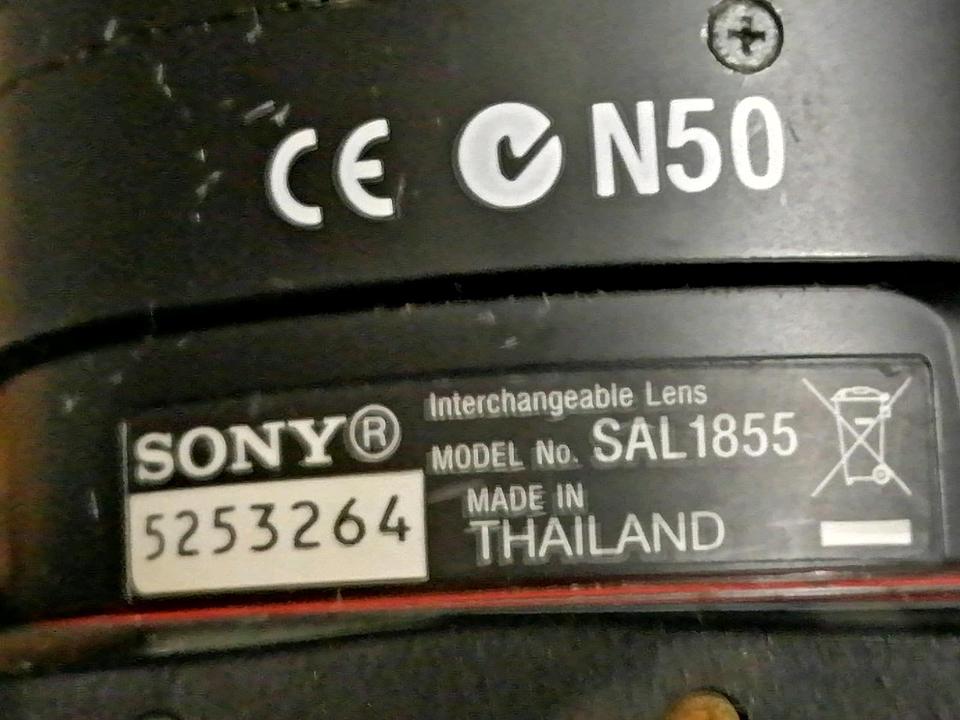 CE N50
SONY®
5253264
Interchangeable Lens
MODEL No. SAL1855
MADE IN
THAILAND